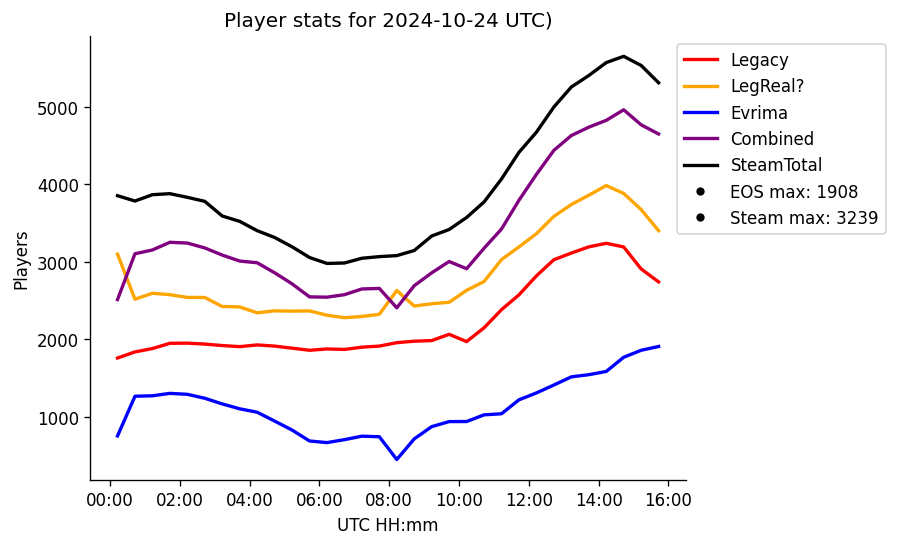 Player stats for 2024-10-24 UTC)
Legacy
LegReal?
Evrima
Combined
SteamTotal
EOS max: 1908
Steam max: 3239
Players
5000
4000
3000
2000
1000
00:00 02:00 04:00 06:00 08:00 10:00 12:00 14:00 16:00
UTC HH:mm